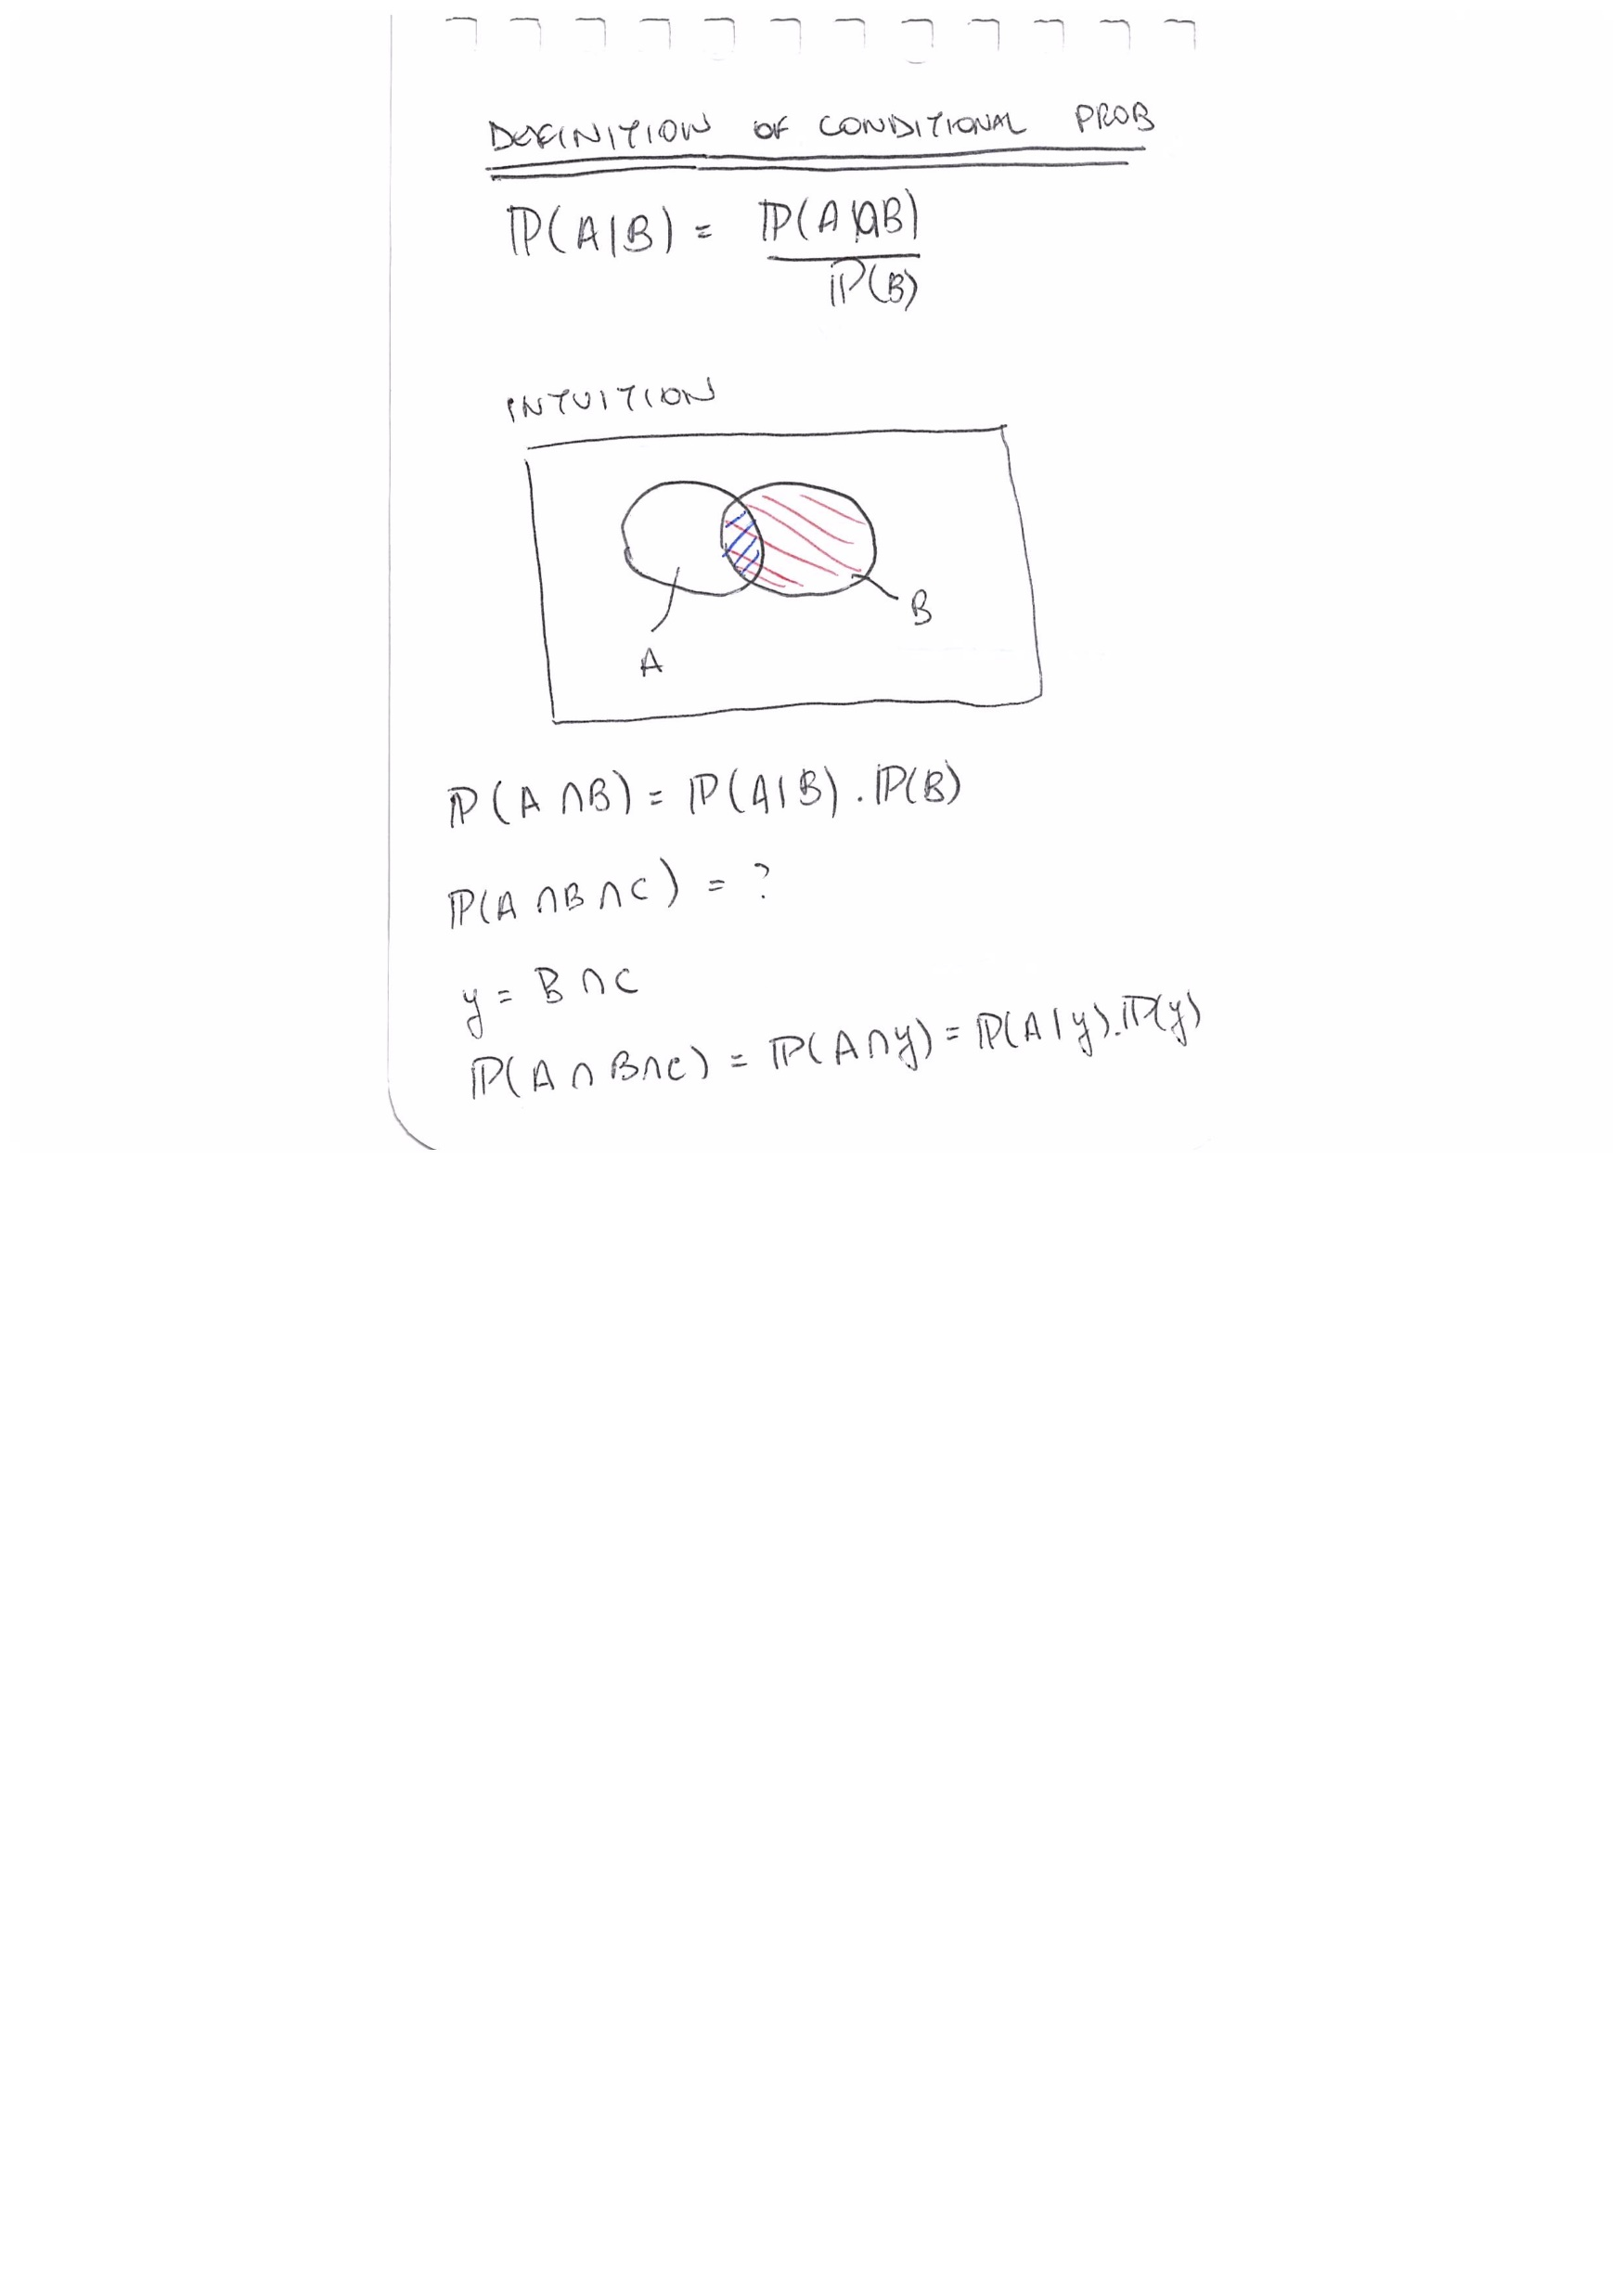 DEFINITION OF CONDITIONAL PROB
ℙ(A|B) = ℙ(A∩B)
ℙ(B)
INTUITION
B
A
ℙ(A∩B) = ℙ(A|B).ℙ(B)
ℙ(A∩B∩C) = ?
y = B∩C
ℙ(A∩B∩C) = ℙ(A∩y) = ℙ(A|y).ℙ(y)